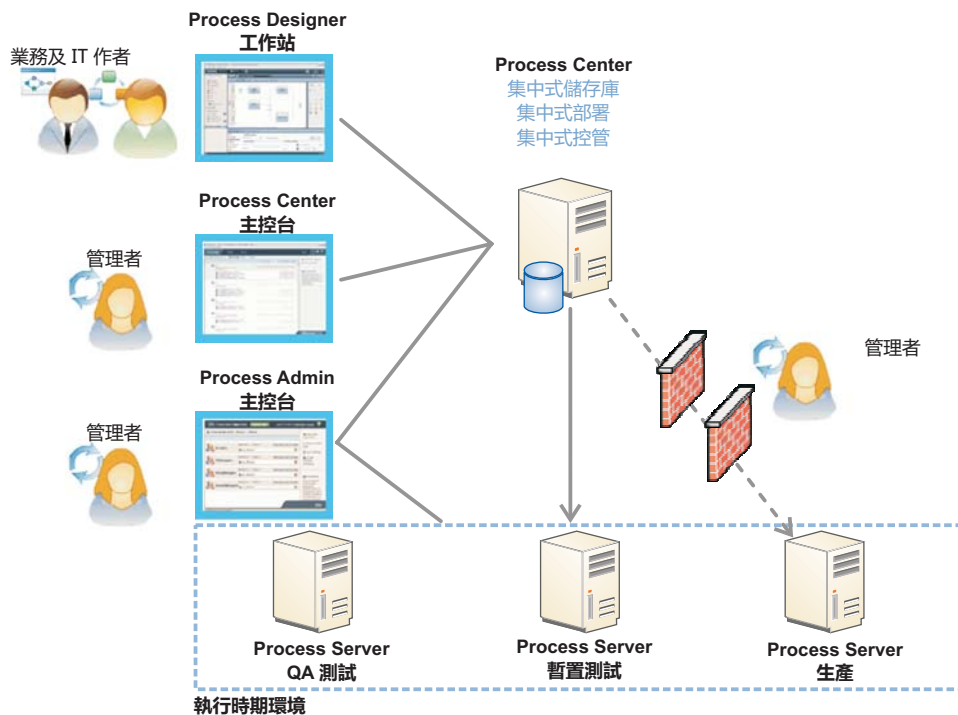 Process Designer
工作站
業務及 IT 作者
Process Center
集中式儲存庫
集中式部署
集中式控管
Process Center
主控台
管理者
管理者
Process Admin
主控台
管理者
Process Server
QA 測試
Process Server
暫置測試
Process Server
生產
執行時期環境